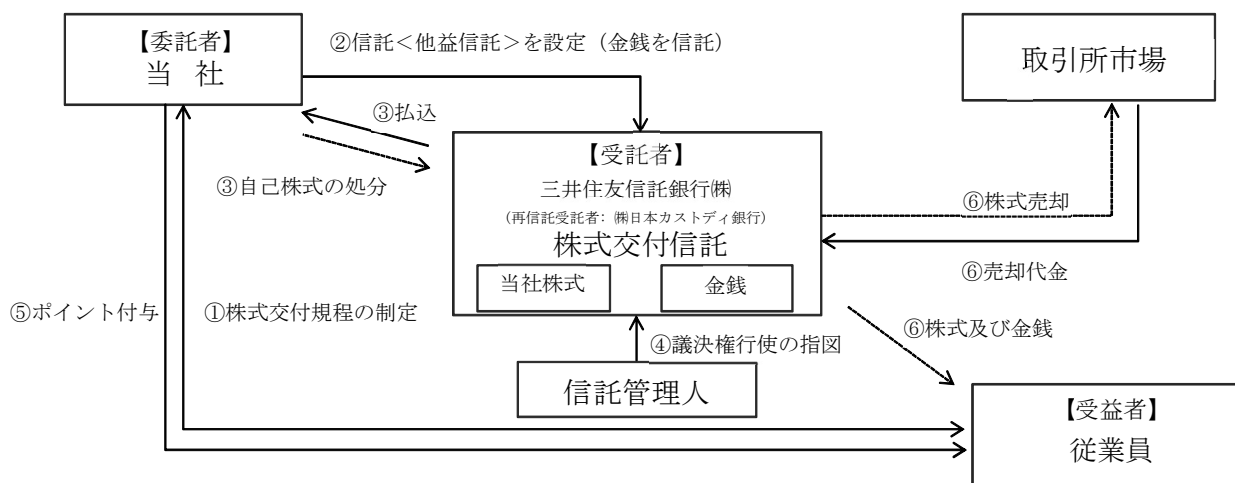 【委託者】
当 社
②信託＜他益信託＞を設定（金銭を信託）
取引所市場
③払込
③自己株式の処分
【受託者】
三井住友信託銀行㈱
(再信託受託者：㈱日本カストディ銀行)
株式交付信託
当社株式
金銭
⑥株式売却
⑥売却代金
⑤ポイント付与
①株式交付規程の制定
④議決権行使の指図
⑥株式及び金銭
信託管理人
【受益者】
従業員